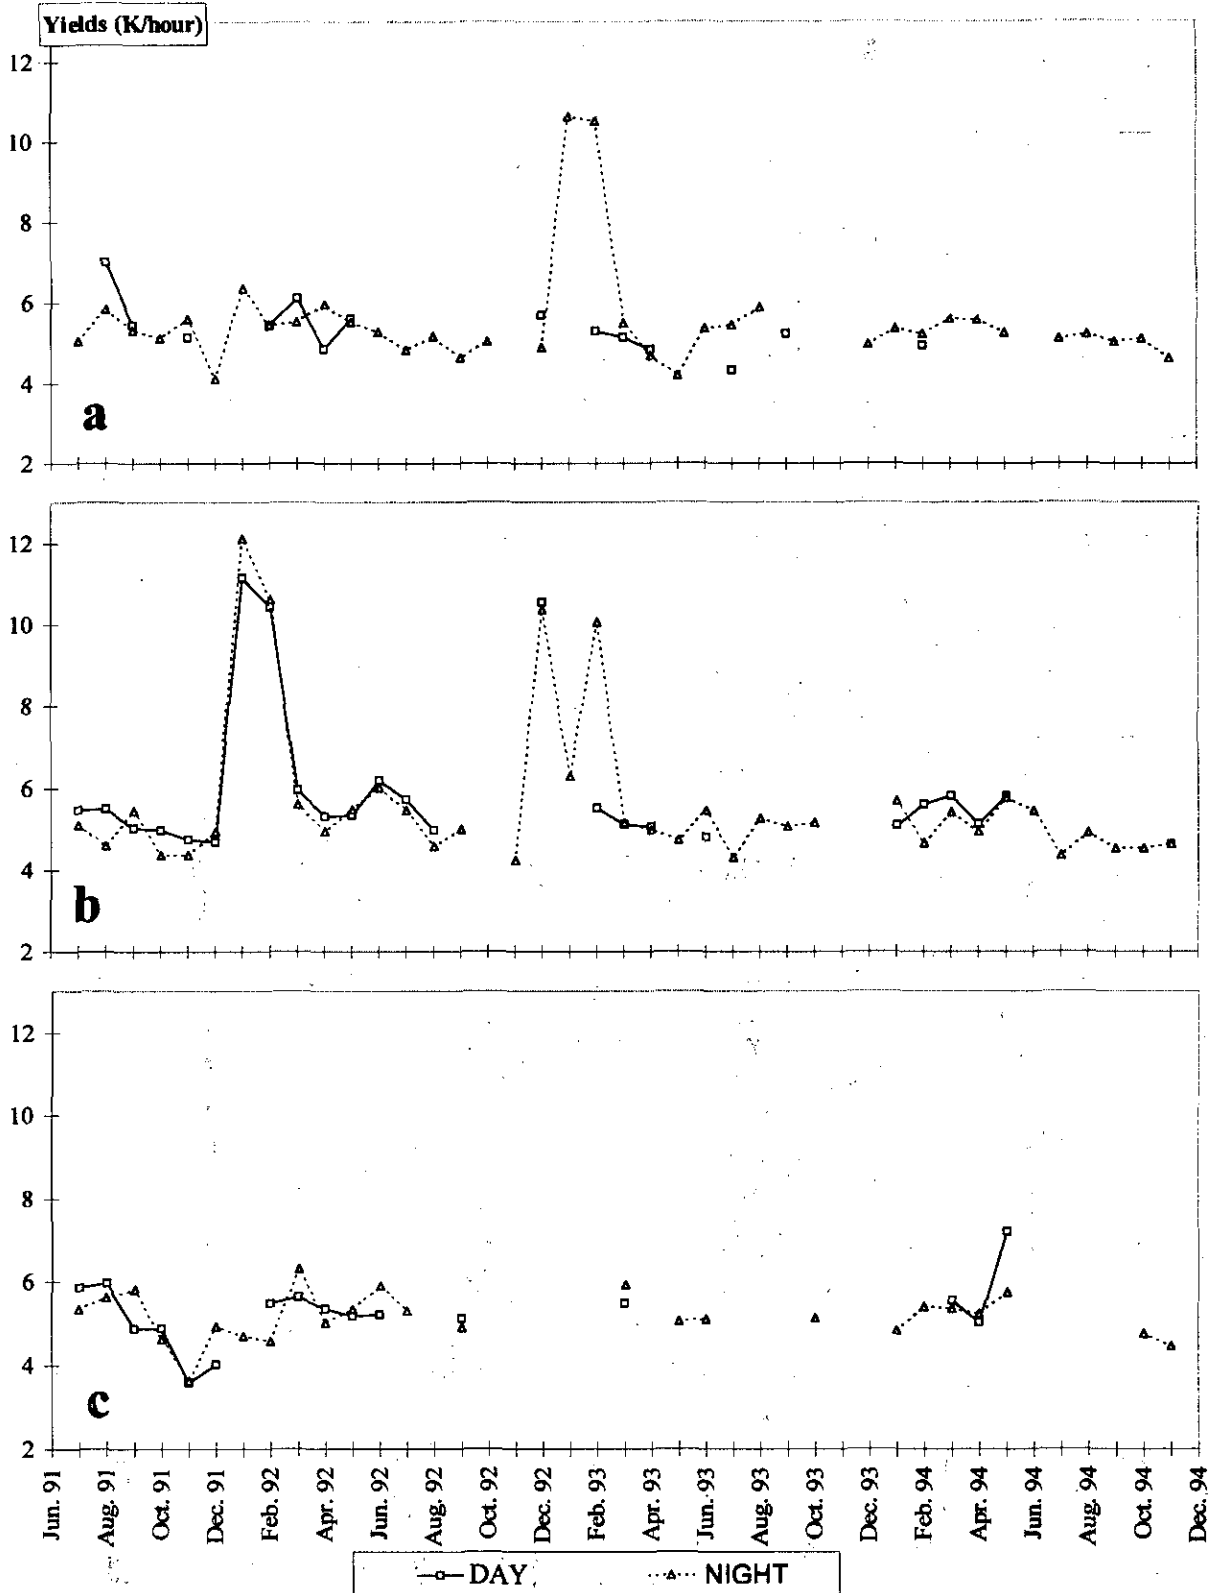 Yields (K/hour)
12
10
8
6
4
2
a
12
10
8
6
4
2
b
12
10
8
6
4
2
c
Jun. 91
Aug. 91
Oct. 91
Dec. 91
Feb. 92
Apr. 92
Jun. 92
Aug. 92
Oct. 92
Dec. 92
Feb. 93
Apr. 93
Jun. 93
Aug. 93
Oct. 93
Dec. 93
Feb. 94
Apr. 94
Jun. 94
Aug. 94
Oct. 94
Dec. 94
DAY
NIGHT